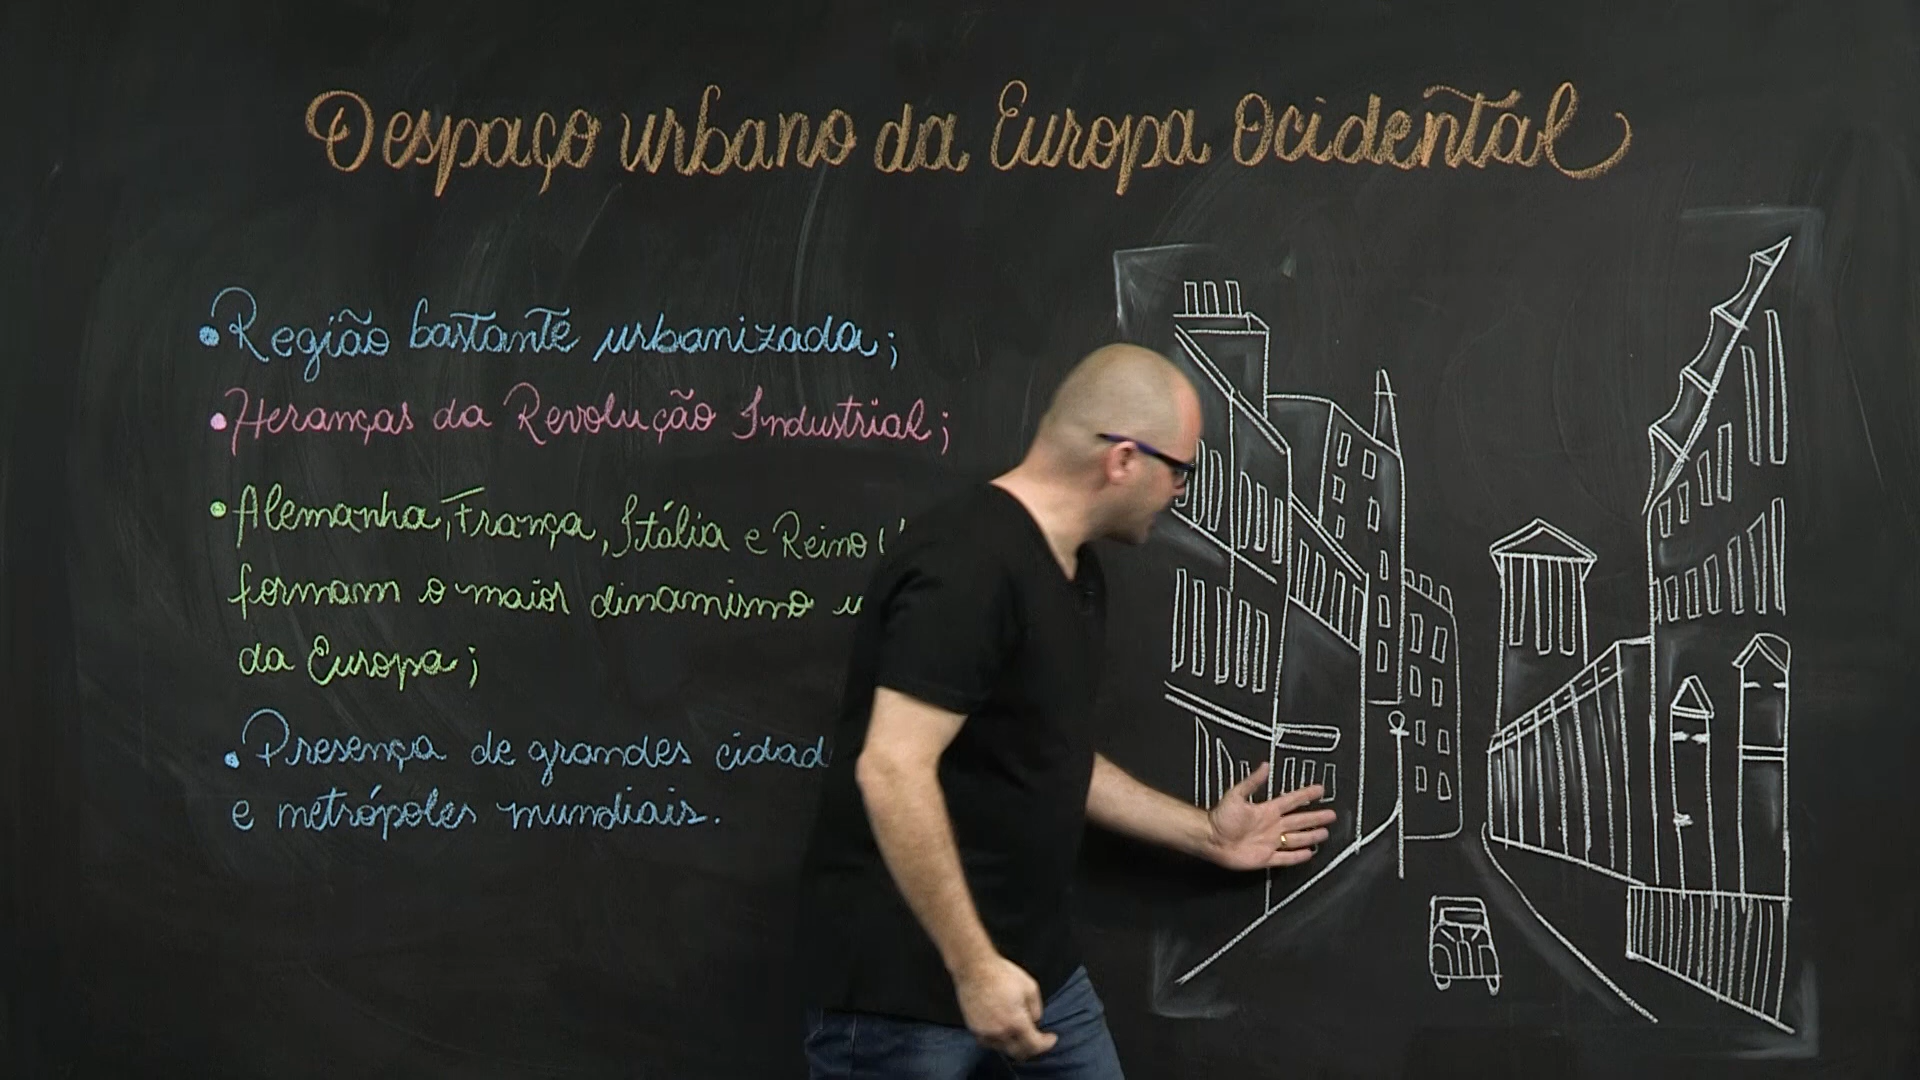 O espaço urbano da Europa Ocidental
• Região bastante urbanizada;
• Heranças da Revolução Industrial;
• Alemanha, França, Itália e Reino
formam o maior dinamismo
da Europa;
• Presença de grandes
e metrópoles mundiais.